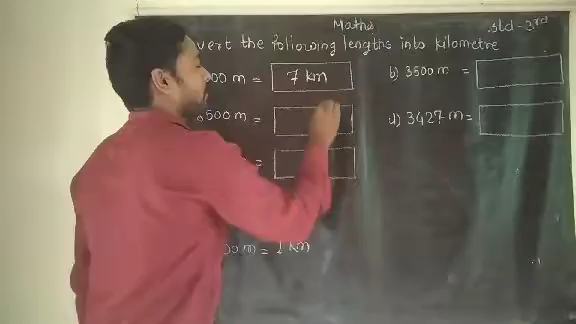 Maths std-3rd
vert the following lengths into kilometre
00 m = 7 km b) 3500 m =
500 m = d) 3427 m =
=
00 m = 1 km